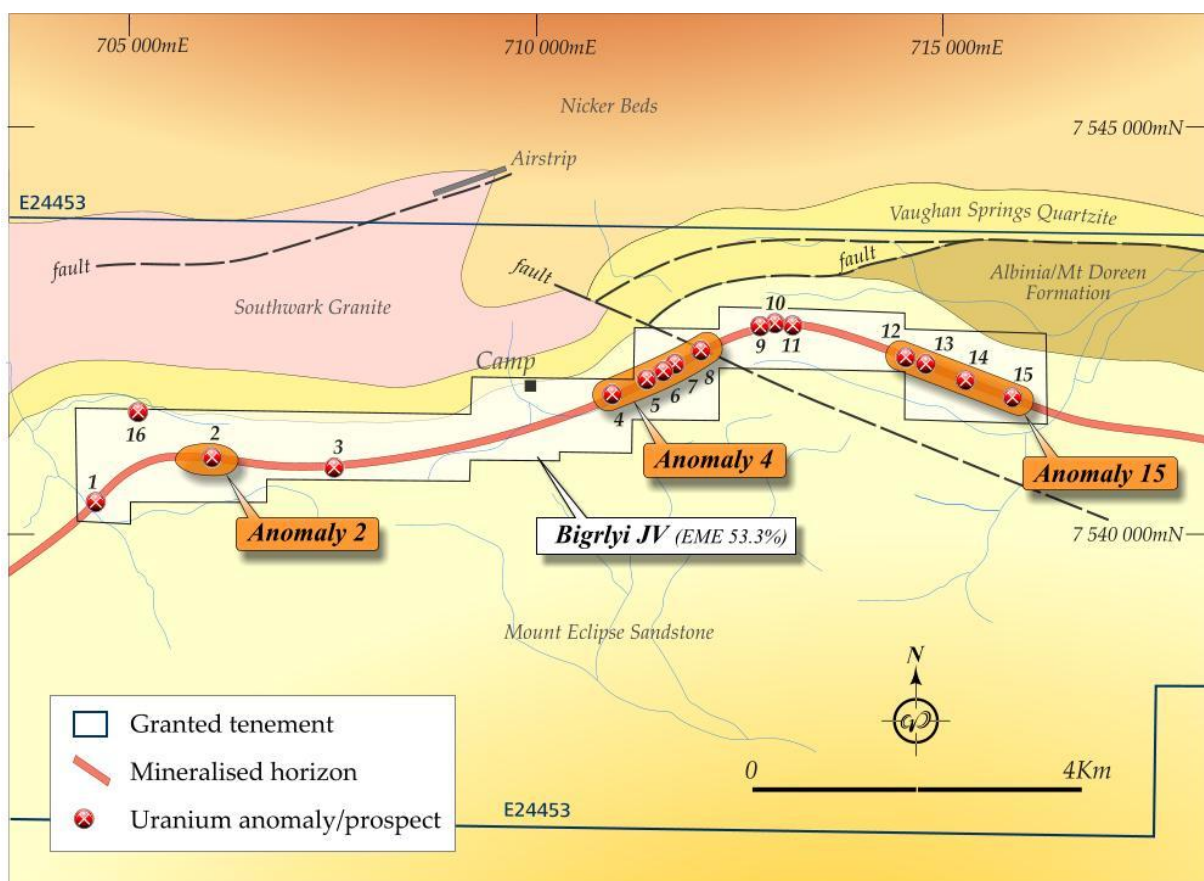 705 000mE
710 000mE
715 000mE
Nicker Beds
7 545 000mN
Airstrip
E24453
Vaughan Springs Quartzite
fault
fault
fault
Albinia/Mt Doreen
Formation
Southwark Granite
10
9
11
12
13
14
15
Camp
8
7
6
5
4
16
2
3
1
Anomaly 4
Anomaly 15
Anomaly 2
Bigrlyi JV (EME 53.3%)
7 540 000mN
Mount Eclipse Sandstone
N
Granted tenement
Mineralised horizon
Uranium anomaly/prospect
0
4Km
E24453